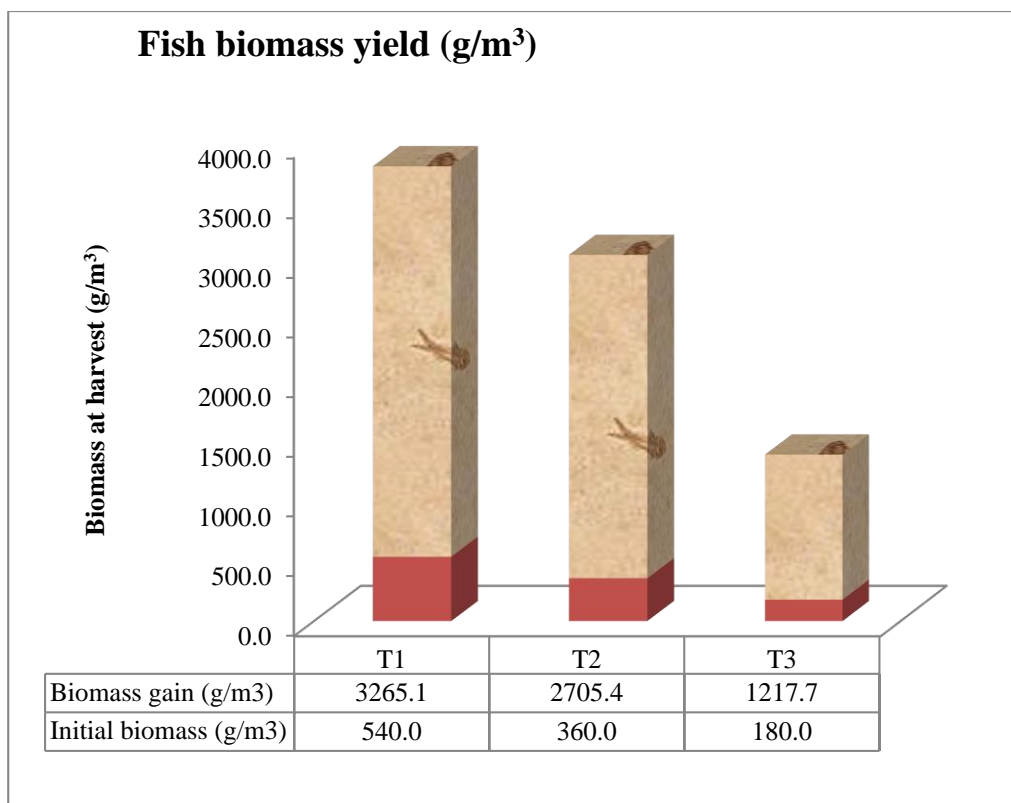 Fish biomass yield (g/m³)
Biomass at harvest (g/m³)
4000.0
3500.0
3000.0
2500.0
2000.0
1500.0
1000.0
500.0
0.0
T1 T2 T3
Biomass gain (g/m3) 3265.1 2705.4 1217.7
Initial biomass (g/m3) 540.0 360.0 180.0